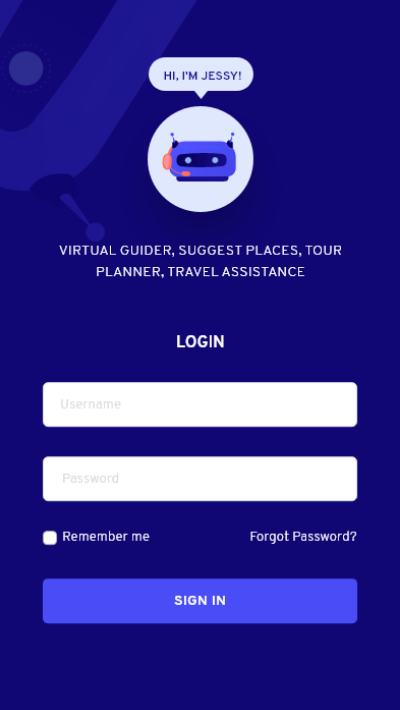 HI, I'M JESSY!
VIRTUAL GUIDER, SUGGEST PLACES, TOUR
PLANNER, TRAVEL ASSISTANCE
LOGIN
Username
Password
Remember me
Forgot Password?
SIGN IN